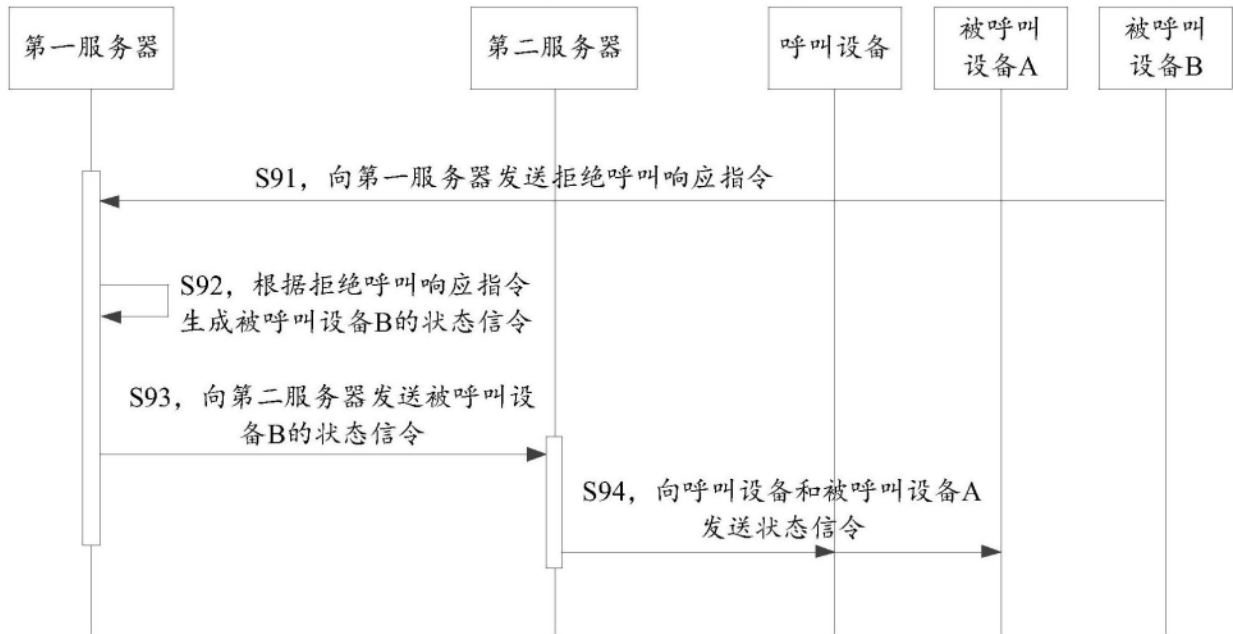 第一服务器
第二服务器
呼叫设备
被呼叫
设备A
被呼叫
设备B
S91，向第一服务器发送拒绝呼叫响应指令
S92，根据拒绝呼叫响应指令
生成被呼叫设备B的状态信令
S93，向第二服务器发送被呼叫设
备B的状态信令
S94，向呼叫设备和被呼叫设备A
发送状态信令